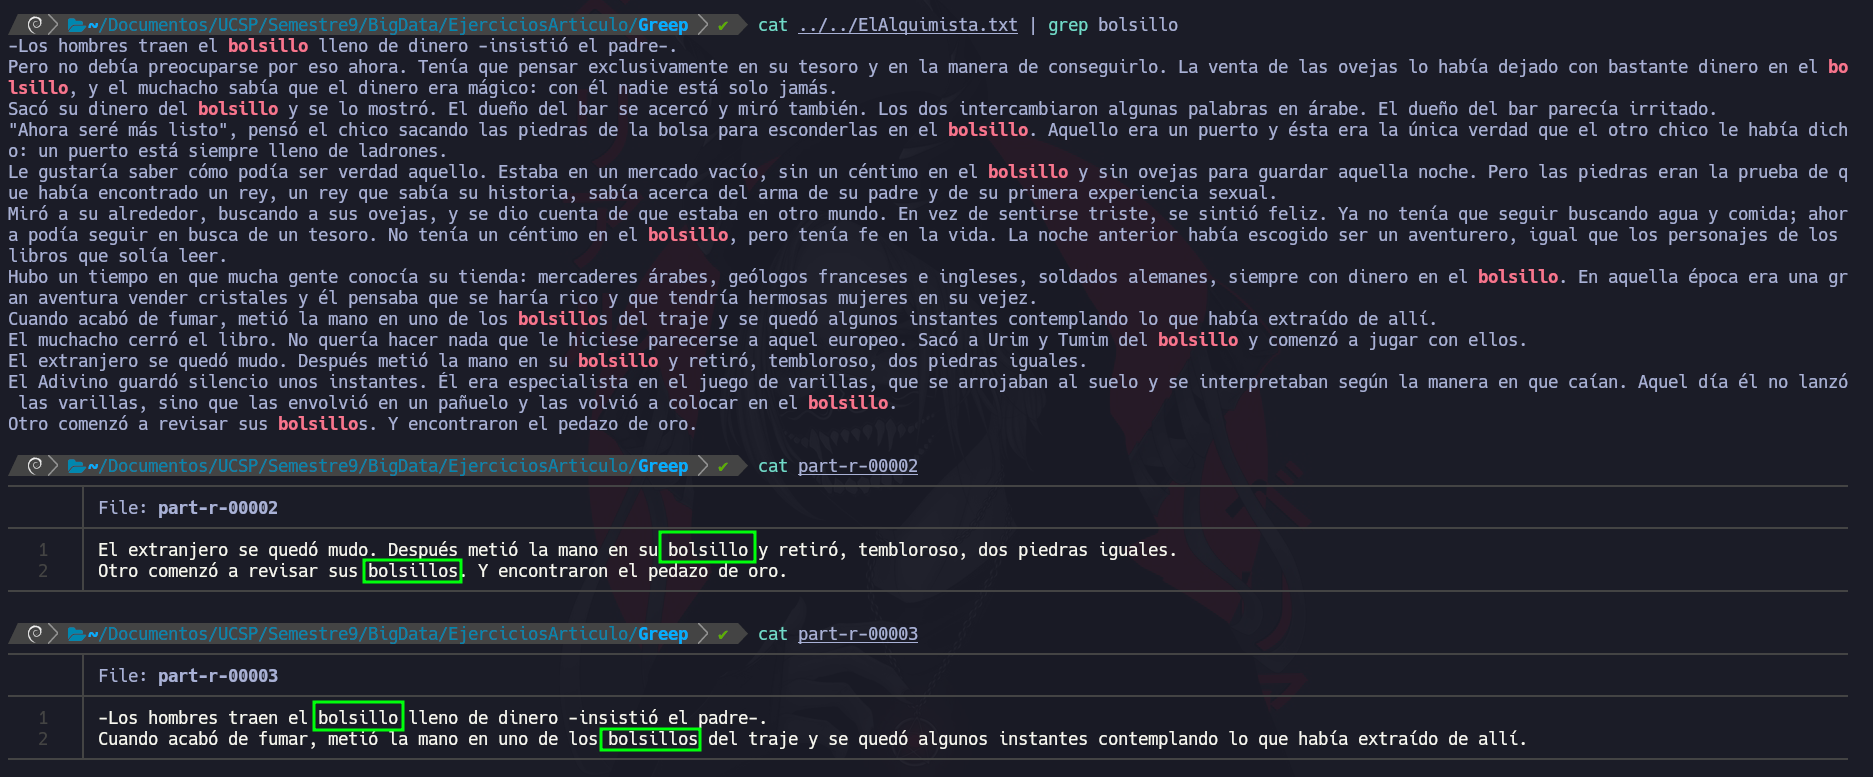 ~/Documentos/UCSP/Semestre9/BigData/EjerciciosArticulo/Greep ✔ cat ../../ElAlquimista.txt | grep bolsillo
-Los hombres traen el bolsillo lleno de dinero -insistió el padre-.
Pero no debía preocuparse por eso ahora. Tenía que pensar exclusivamente en su tesoro y en la manera de conseguirlo. La venta de las ovejas lo había dejado con bastante dinero en el bo
lsillo, y el muchacho sabía que el dinero era mágico: con él nadie está solo jamás.
Sacó su dinero del bolsillo y se lo mostró. El dueño del bar se acercó y miró también. Los dos intercambiaron algunas palabras en árabe. El dueño del bar parecía irritado.
"Ahora seré más listo", pensó el chico sacando las piedras de la bolsa para esconderlas en el bolsillo. Aquello era un puerto y ésta era la única verdad que el otro chico le había dich
o: un puerto está siempre lleno de ladrones.
Le gustaría saber cómo podía ser verdad aquello. Estaba en un mercado vacío, sin un céntimo en el bolsillo y sin ovejas para guardar aquella noche. Pero las piedras eran la prueba de q
ue había encontrado un rey, un rey que sabía su historia, sabía acerca del arma de su padre y de su primera experiencia sexual.
Miró a su alrededor, buscando a sus ovejas, y se dio cuenta de que estaba en otro mundo. En vez de sentirse triste, se sintió feliz. Ya no tenía que seguir buscando agua y comida; ahor
a podía seguir en busca de un tesoro. No tenía un céntimo en el bolsillo, pero tenía fe en la vida. La noche anterior había escogido ser un aventurero, igual que los personajes de los
libros que solía leer.
Hubo un tiempo en que mucha gente conocía su tienda: mercaderes árabes, geólogos franceses e ingleses, soldados alemanes, siempre con dinero en el bolsillo. En aquella época era una gr
an aventura vender cristales y él pensaba que se haría rico y que tendría hermosas mujeres en su vejez.
Cuando acabó de fumar, metió la mano en uno de los bolsillos del traje y se quedó algunos instantes contemplando lo que había extraído de allí.
El muchacho cerró el libro. No quería hacer nada que le hiciese parecerse a aquel europeo. Sacó a Urim y Tumim del bolsillo y comenzó a jugar con ellos.
El extranjero se quedó mudo. Después metió la mano en su bolsillo y retiró, tembloroso, dos piedras iguales.
El Adivino guardó silencio unos instantes. Él era especialista en el juego de varillas, que se arrojaban al suelo y se interpretaban según la manera en que caían. Aquel día él no lanzó
las varillas, sino que las envolvió en un pañuelo y las volvió a colocar en el bolsillo.
Otro comenzó a revisar sus bolsillos. Y encontraron el pedazo de oro.
~/Documentos/UCSP/Semestre9/BigData/EjerciciosArticulo/Greep ✔ cat part-r-00002
File: part-r-00002
1 El extranjero se quedó mudo. Después metió la mano en su bolsillo y retiró, tembloroso, dos piedras iguales.
2 Otro comenzó a revisar sus bolsillos. Y encontraron el pedazo de oro.
~/Documentos/UCSP/Semestre9/BigData/EjerciciosArticulo/Greep ✔ cat part-r-00003
File: part-r-00003
1 -Los hombres traen el bolsillo lleno de dinero -insistió el padre-.
2 Cuando acabó de fumar, metió la mano en uno de los bolsillos del traje y se quedó algunos instantes contemplando lo que había extraído de allí.